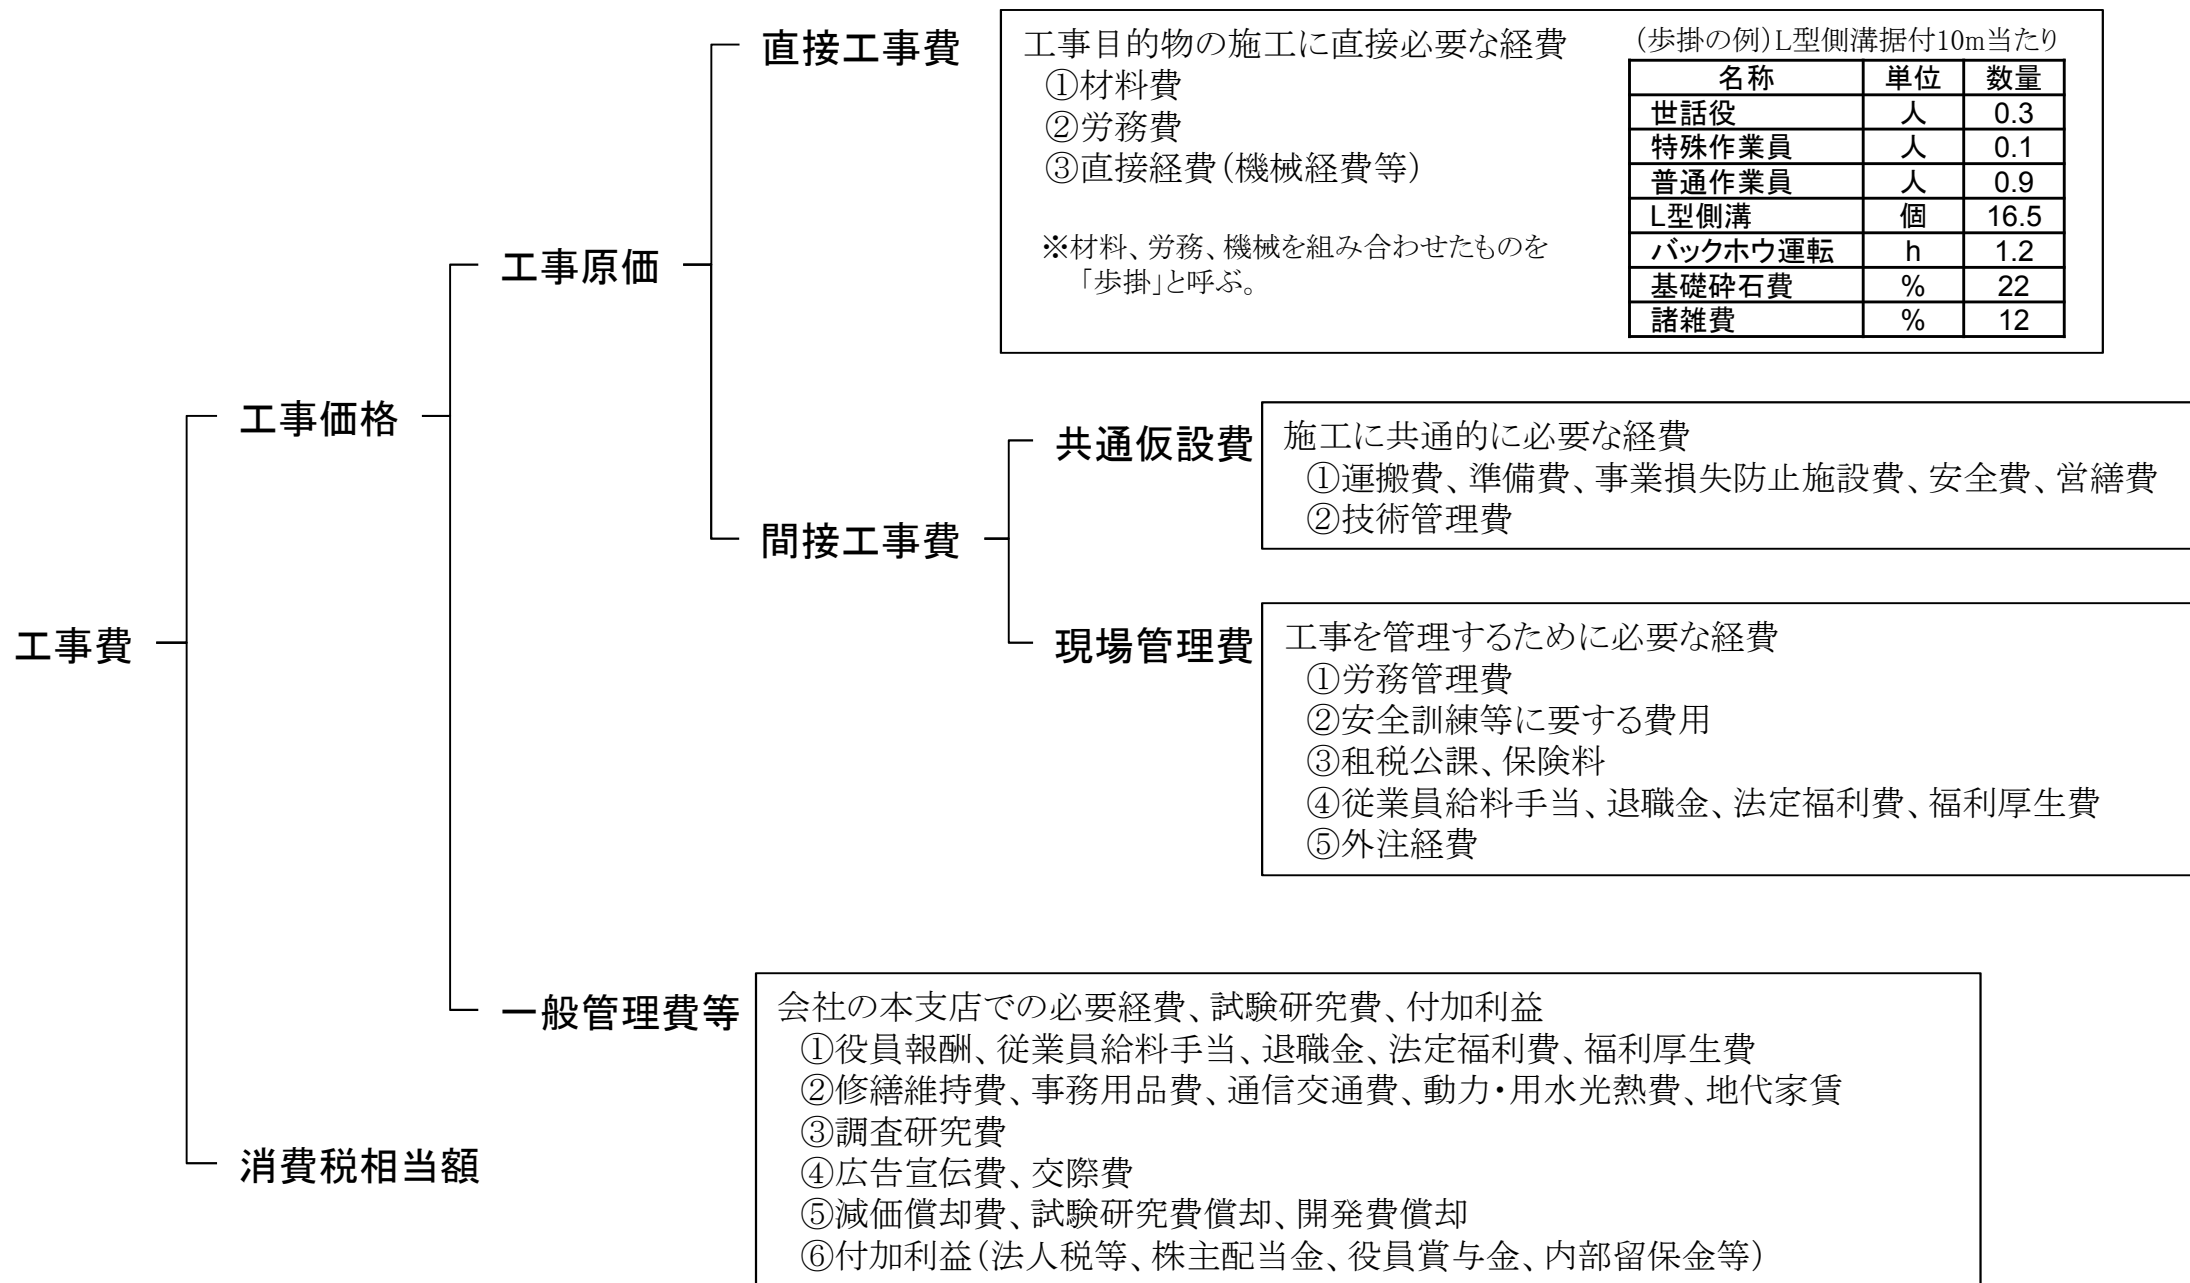 直接工事費
工事目的物の施工に直接必要な経費
①材料費
②労務費
③直接経費(機械経費等)
※材料、労務、機械を組み合わせたものを
「歩掛」と呼ぶ。
(歩掛の例)L型側溝据付10m当たり
名称 単位 数量
世話役 人 0.3
特殊作業員 人 0.1
普通作業員 人 0.9
L型側溝 個 16.5
バックホウ運転 h 1.2
基礎砕石費 % 22
諸雑費 % 12
工事原価
工事価格
共通仮設費
施工に共通的に必要な経費
①運搬費、準備費、事業損失防止施設費、安全費、営繕費
②技術管理費
間接工事費
工事費
現場管理費
工事を管理するために必要な経費
①労務管理費
②安全訓練等に要する費用
③租税公課、保険料
④従業員給料手当、退職金、法定福利費、福利厚生費
⑤外注経費
一般管理費等
会社の本支店での必要経費、試験研究費、付加利益
①役員報酬、従業員給料手当、退職金、法定福利費、福利厚生費
②修繕維持費、事務用品費、通信交通費、動力・用水光熱費、地代家賃
③調査研究費
④広告宣伝費、交際費
⑤減価償却費、試験研究費償却、開発費償却
⑥付加利益(法人税等、株主配当金、役員賞与金、内部留保金等)
消費税相当額